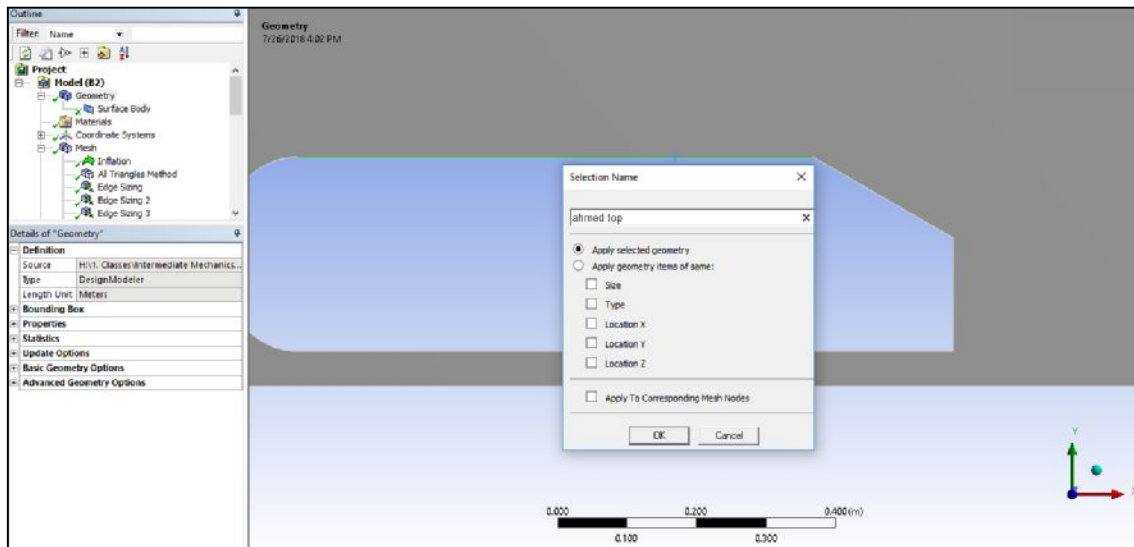 Outline
Filter: Name
Project
Model (B2)
Geometry
Surface Body
Materials
Coordinate Systems
Mesh
Inflation
All Triangles Method
Edge Sizing
Edge Sizing 2
Edge Sizing 3
Details of "Geometry"
Definition
Source H:\1. Classes\Intermediate Mechanics...
Type DesignModeler
Length Unit Meters
Bounding Box
Properties
Statistics
Update Options
Basic Geometry Options
Advanced Geometry Options
Geometry
7/26/2018 4:02 PM
Selection Name
ahmed top
Apply selected geometry
Apply geometry items of same:
Size
Type
Location X
Location Y
Location Z
Apply To Corresponding Mesh Nodes
OK Cancel
0.000 0.200 0.400 (m)
0.100 0.300
Y
X